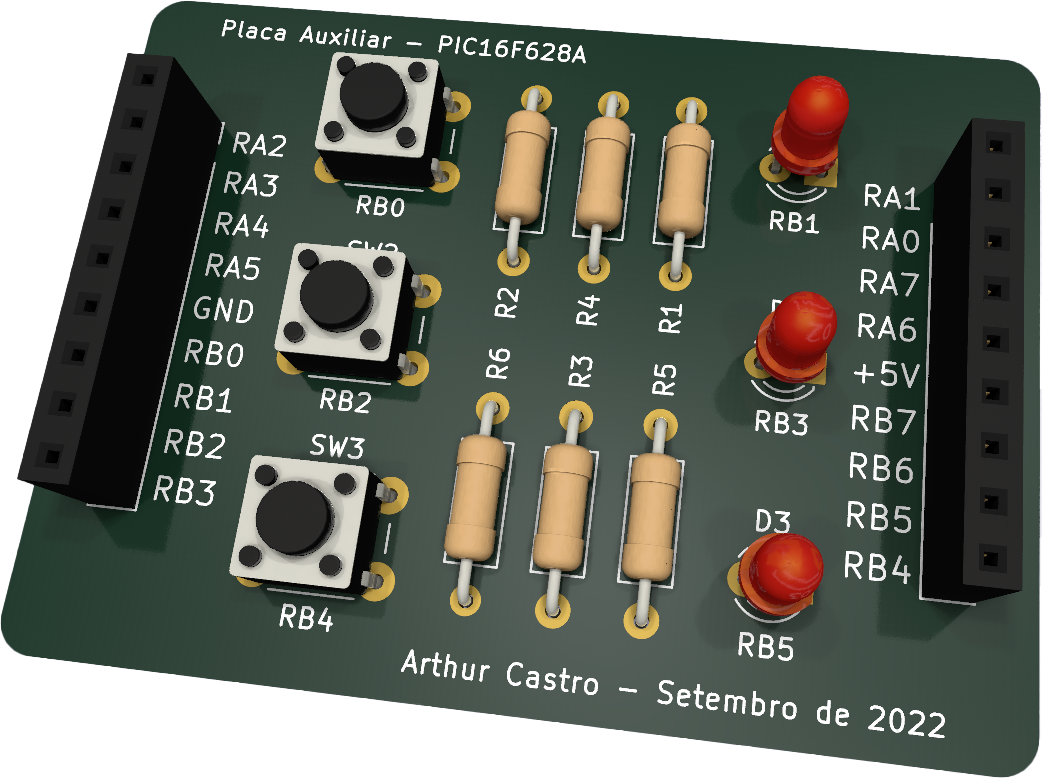 Placa Auxiliar – PIC16F628A
RA2
RA3
RA4
RA5
GND
RB0
RB1
RB2
RB3
RB0
SW2
RB2
SW3
RB4
R2
R4
R1
R6
R3
R5
RB1
RB3
D3
RB5
RA1
RA0
RA7
RA6
+5V
RB7
RB6
RB5
RB4
Arthur Castro – Setembro de 2022